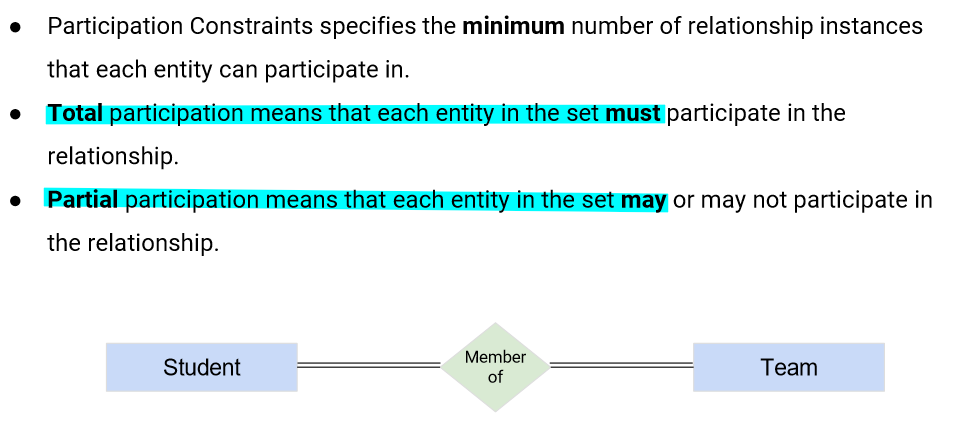 ● Participation Constraints specifies the minimum number of relationship instances
that each entity can participate in.
● Total participation means that each entity in the set must participate in the
relationship.
● Partial participation means that each entity in the set may or may not participate in
the relationship.
Student
Member
of
Team